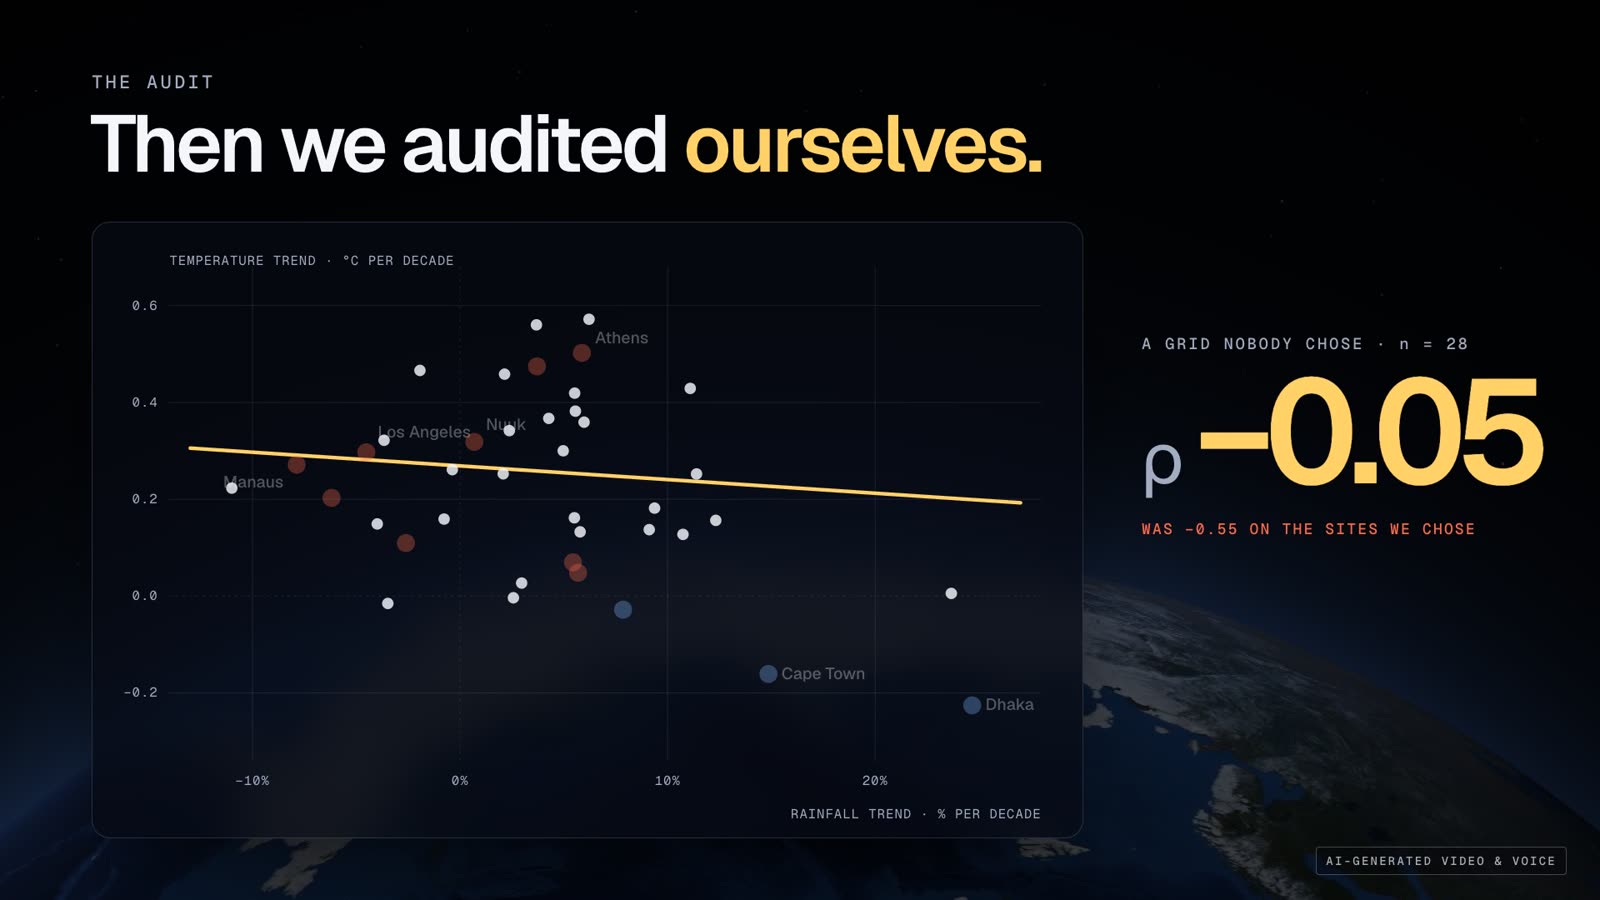 THE AUDIT
Then we audited ourselves.
TEMPERATURE TREND · °C PER DECADE
0.6
0.4
0.2
0.0
−0.2
Athens
Nuuk
Los Angeles
Manaus
Cape Town
Dhaka
−10%
0%
10%
20%
RAINFALL TREND · % PER DECADE
A GRID NOBODY CHOSE · n = 28
ρ −0.05
WAS −0.55 ON THE SITES WE CHOSE
AI-GENERATED VIDEO & VOICE